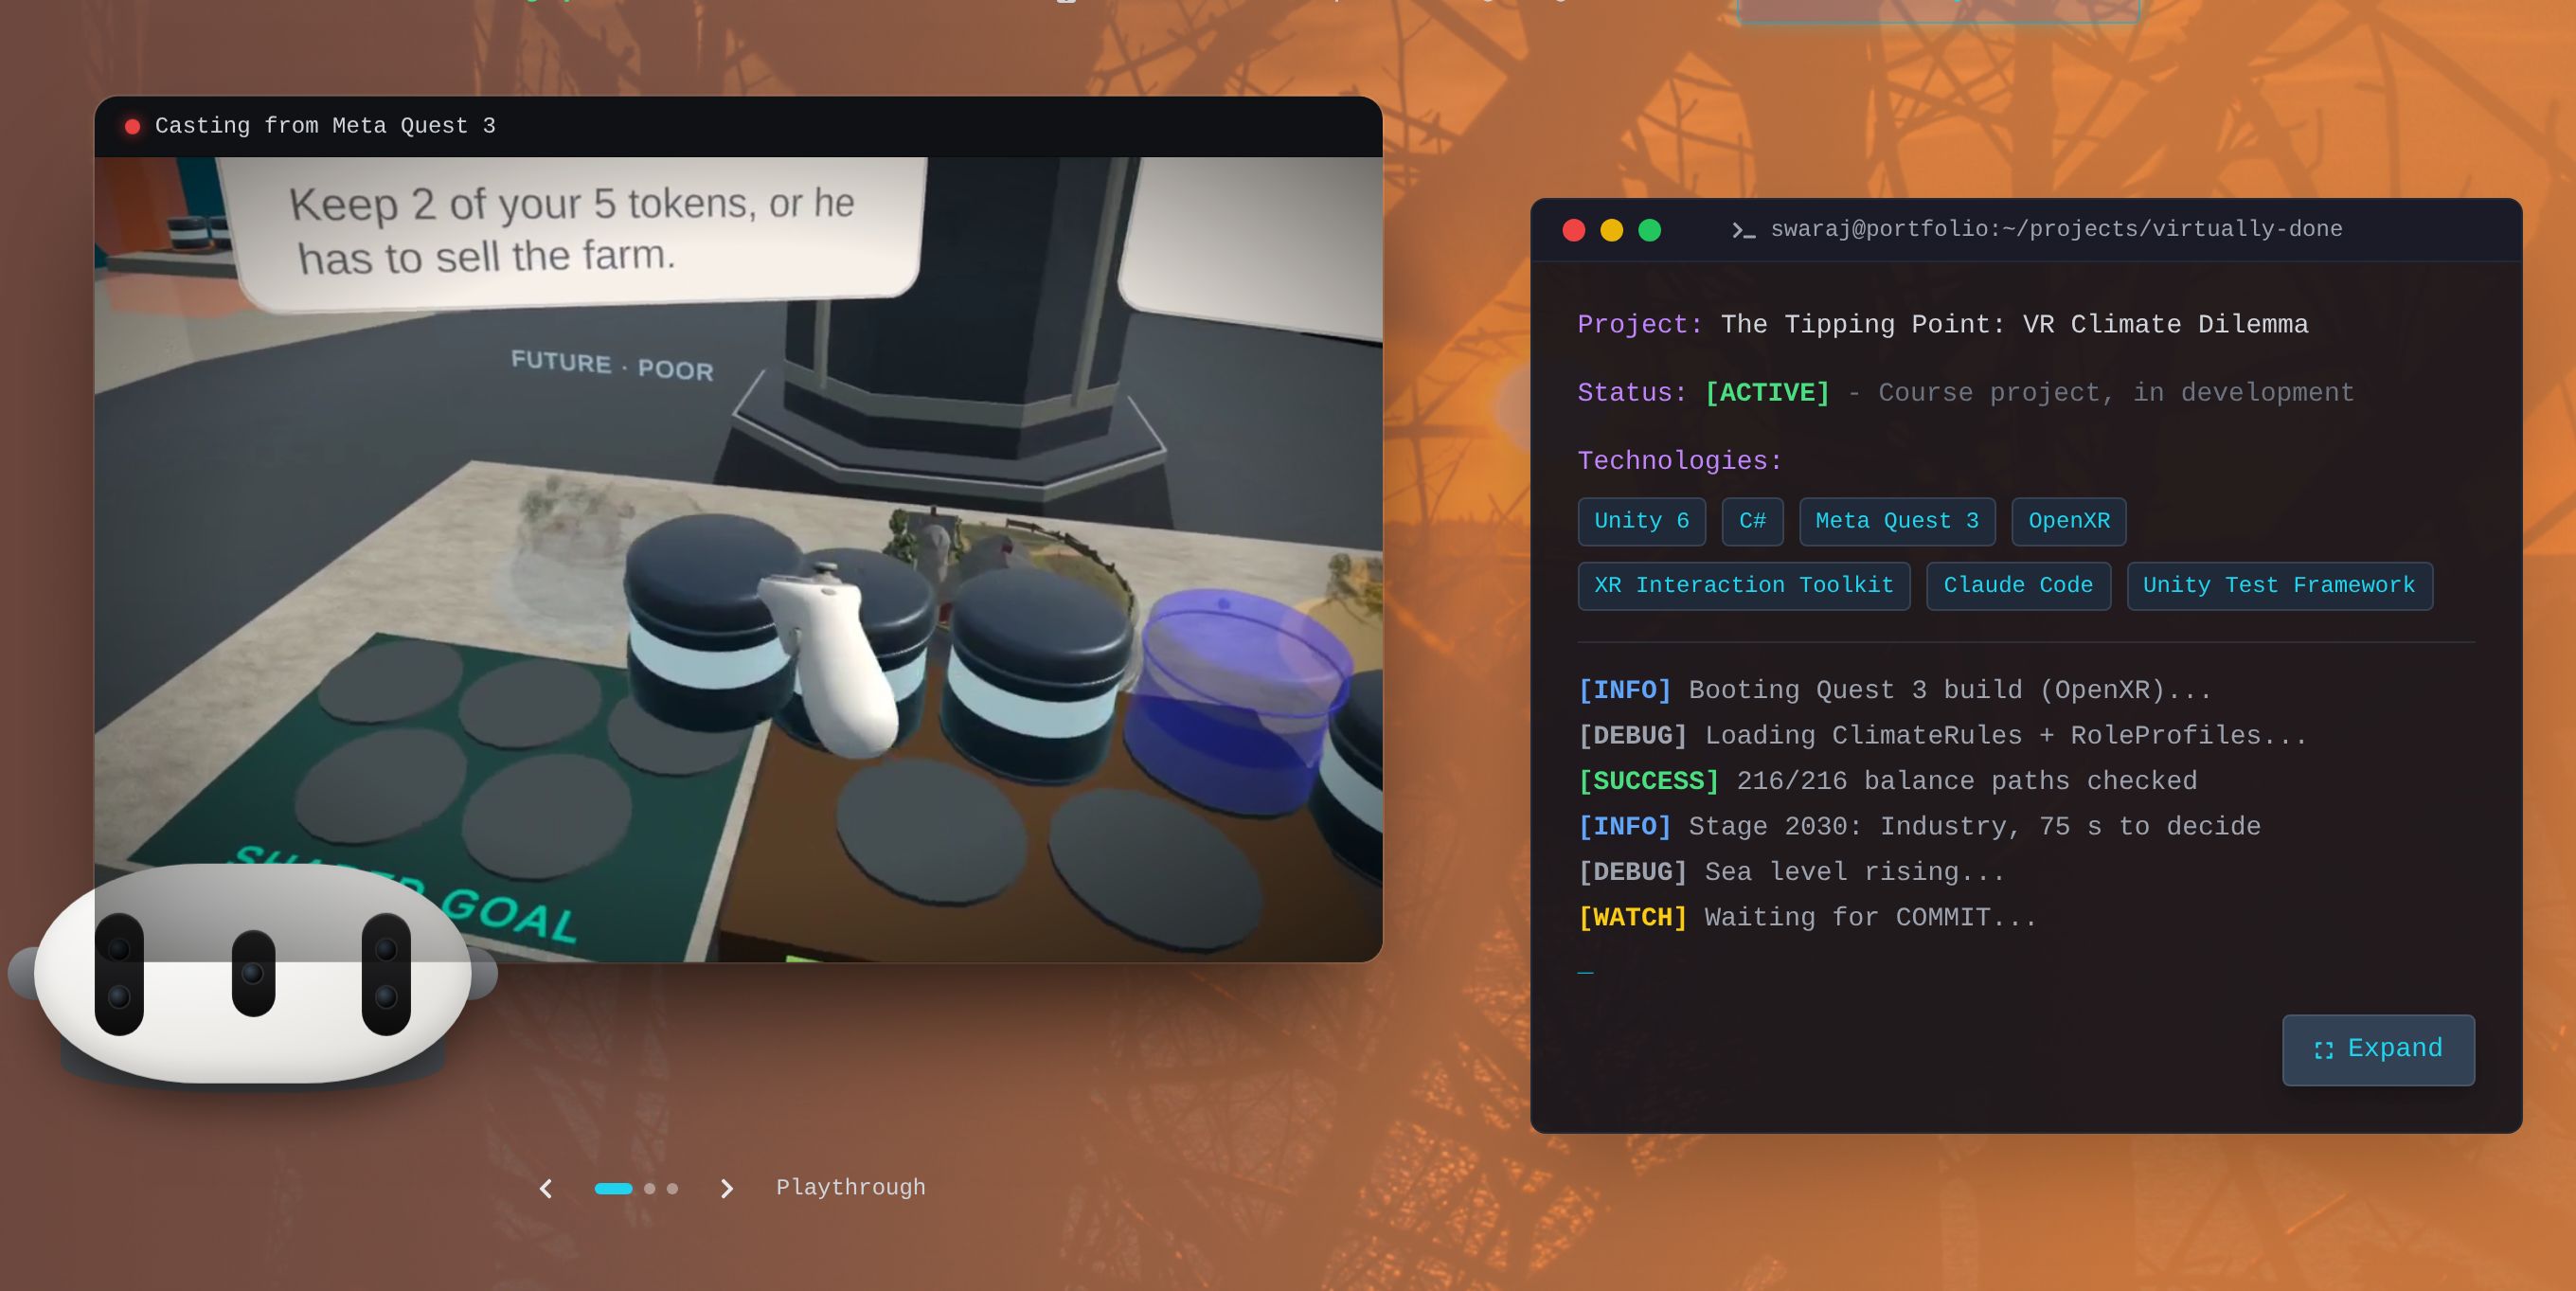 Casting from Meta Quest 3
Keep 2 of your 5 tokens, or he
has to sell the farm.
FUTURE · POOR
GOAL
Playthrough
swaraj@portfolio:~/projects/virtually-done
Project: The Tipping Point: VR Climate Dilemma
Status: [ACTIVE] - Course project, in development
Technologies:
Unity 6 C# Meta Quest 3 OpenXR
XR Interaction Toolkit Claude Code Unity Test Framework
[INFO] Booting Quest 3 build (OpenXR)...
[DEBUG] Loading ClimateRules + RoleProfiles...
[SUCCESS] 216/216 balance paths checked
[INFO] Stage 2030: Industry, 75 s to decide
[DEBUG] Sea level rising...
[WATCH] Waiting for COMMIT...
_
Expand